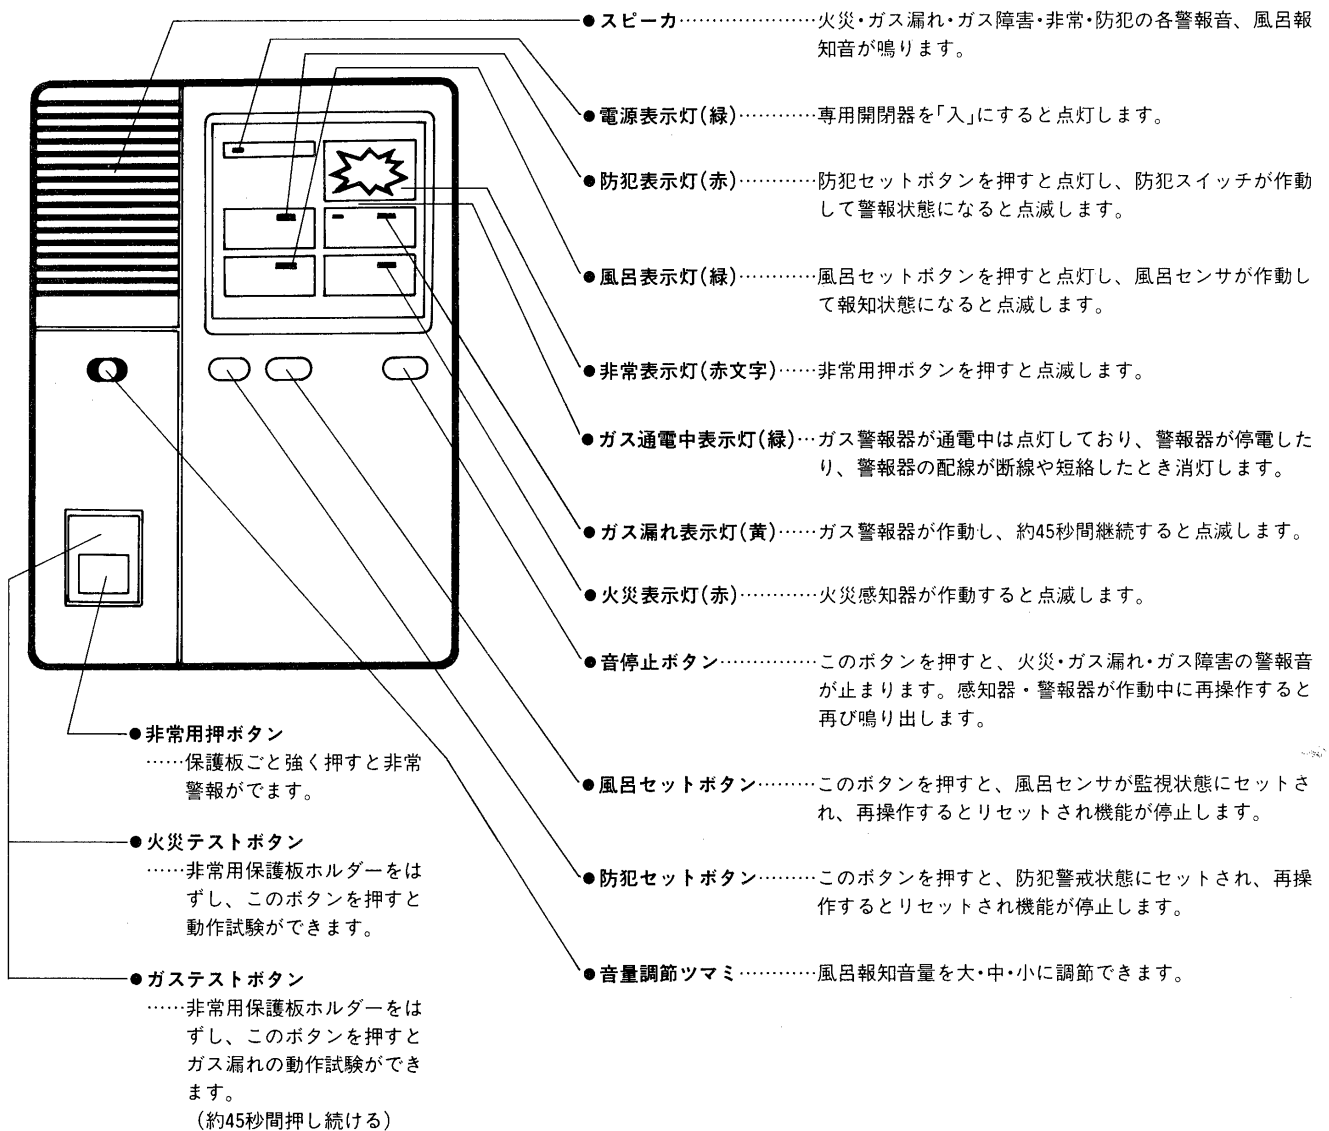 ●スピーカ…………………火災・ガス漏れ・ガス障害・非常・防犯の各警報音、風呂報
知音が鳴ります。
●電源表示灯(緑)…………専用開閉器を「入」にすると点灯します。
●防犯表示灯(赤)…………防犯セットボタンを押すと点灯し、防犯スイッチが作動
して警報状態になると点滅します。
●風呂表示灯(緑)…………風呂セットボタンを押すと点灯し、風呂センサが作動し
て報知状態になると点滅します。
●非常表示灯(赤文字)……非常用押ボタンを押すと点滅します。
●ガス通電中表示灯(緑)…ガス警報器が通電中は点灯しており、警報器が停電した
り、警報器の配線が断線や短絡したとき消灯します。
●ガス漏れ表示灯(黄)……ガス警報器が作動し、約45秒間継続すると点滅します。
●火災表示灯(赤)…………火災感知器が作動すると点滅します。
●音停止ボタン……………このボタンを押すと、火災・ガス漏れ・ガス障害の警報音
が止まります。感知器・警報器が作動中に再操作すると
再び鳴り出します。
●風呂セットボタン………このボタンを押すと、風呂センサが監視状態にセットさ
れ、再操作するとリセットされ機能が停止します。
●防犯セットボタン………このボタンを押すと、防犯警戒状態にセットされ、再操
作するとリセットされ機能が停止します。
●音量調節ツマミ…………風呂報知音量を大・中・小に調節できます。
●非常用押ボタン
……保護板ごと強く押すと非常
警報がでます。
●火災テストボタン
……非常用保護板ホルダーをは
ずし、このボタンを押すと
動作試験ができます。
●ガステストボタン
……非常用保護板ホルダーをは
ずし、このボタンを押すと
ガス漏れの動作試験ができ
ます。
(約45秒間押し続ける)